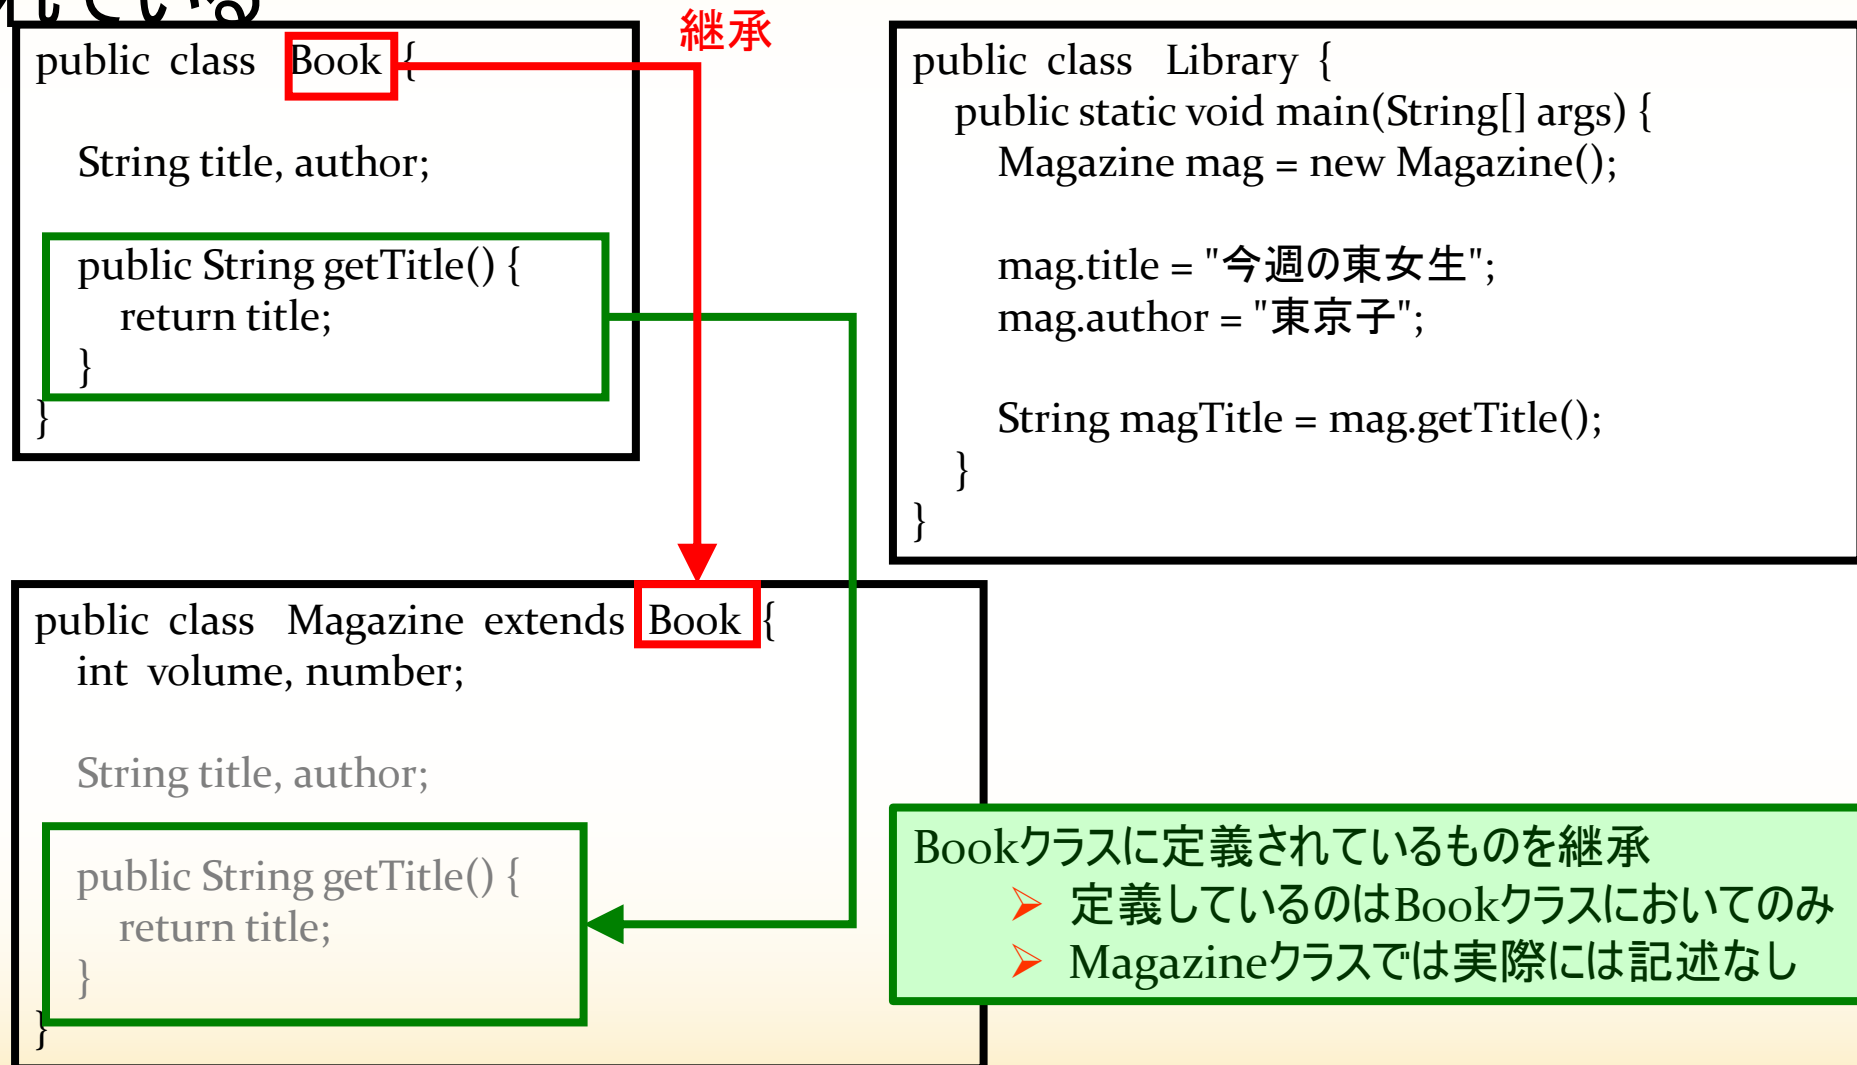 れている
継承
public class Book {
String title, author;
public String getTitle() {
return title;
}
}
public class Library {
public static void main(String[] args) {
Magazine mag = new Magazine();
mag.title = "今週の東女生";
mag.author = "東京子";
String magTitle = mag.getTitle();
}
}
public class Magazine extends Book {
int volume, number;
String title, author;
public String getTitle() {
return title;
}
}
Bookクラスに定義されているものを継承
➢ 定義しているのはBookクラスにおいてのみ
➢ Magazineクラスでは実際には記述なし